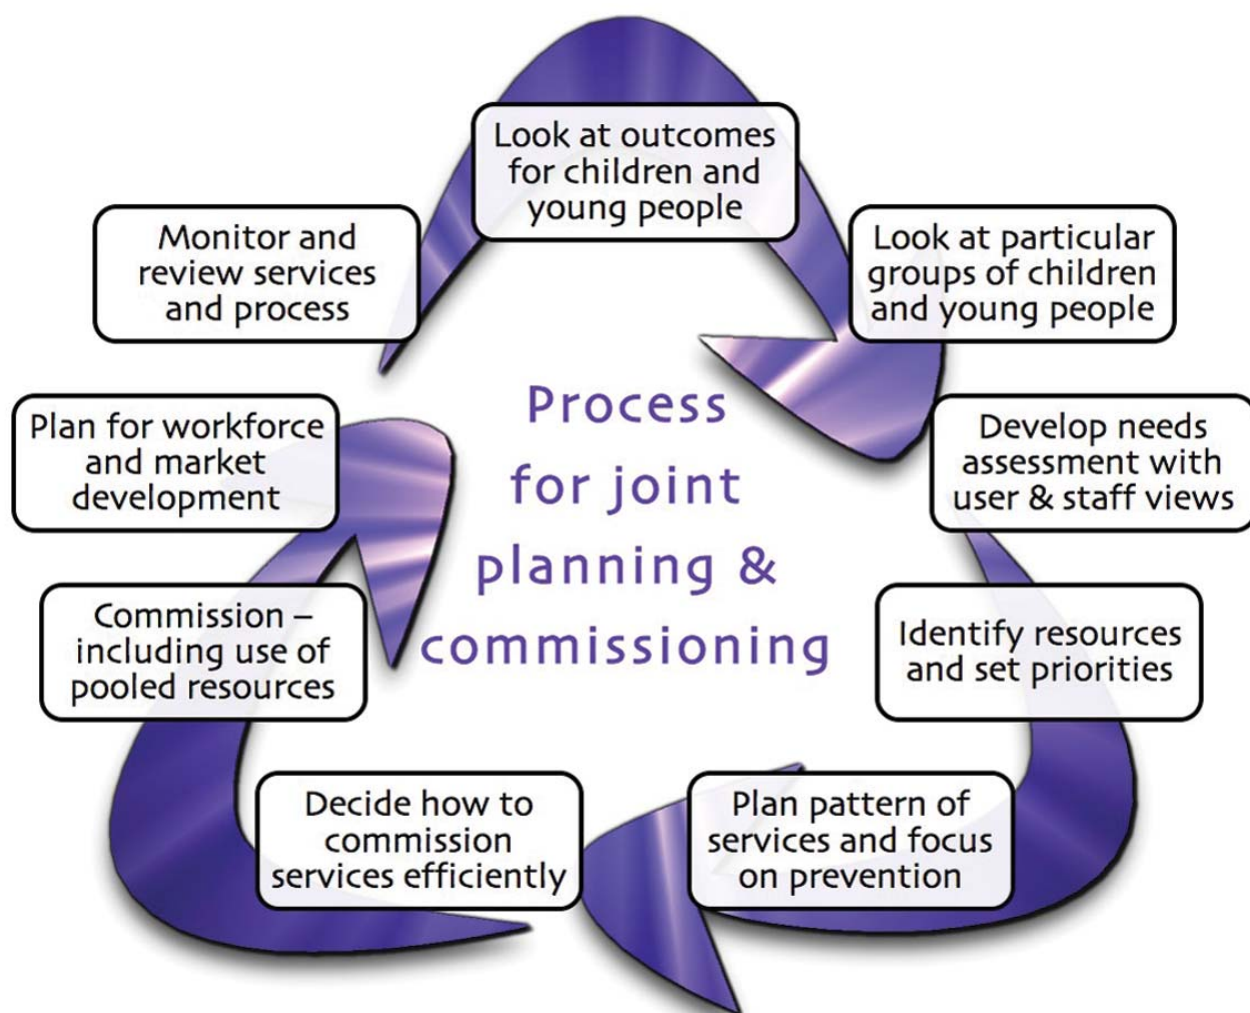 Look at outcomes
for children and
young people
Look at particular
groups of children
and young people
Develop needs
assessment with
user & staff views
Identify resources
and set priorities
Plan pattern of
services and focus
on prevention
Decide how to
commission
services efficiently
Commission –
including use of
pooled resources
Plan for workforce
and market
development
Monitor and
review services
and process
Process
for joint
planning &
commissioning